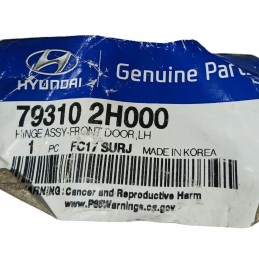 HYUNDAI
Genuine Parts
79310 2H000
HINGE ASSY-FRONT DOOR,LH
1 PC FC17 SURJ MADE IN KOREA
WARNING: Cancer and Reproductive Harm
www.P65Warnings.ca.gov